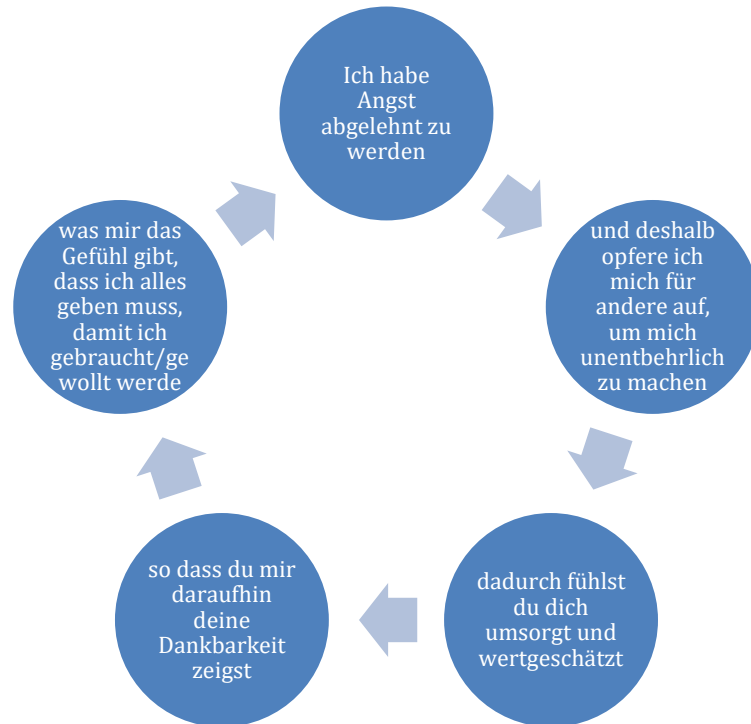 Ich habe
Angst
abgelehnt zu
werden
und deshalb
opfere ich
mich für
andere auf,
um mich
unentbehrlich
zu machen
dadurch fühlst
du dich
umsorgt und
wertgeschätzt
so dass du mir
daraufhin
deine
Dankbarkeit
zeigst
was mir das
Gefühl gibt,
dass ich alles
geben muss,
damit ich
gebraucht/ge
wollt werde